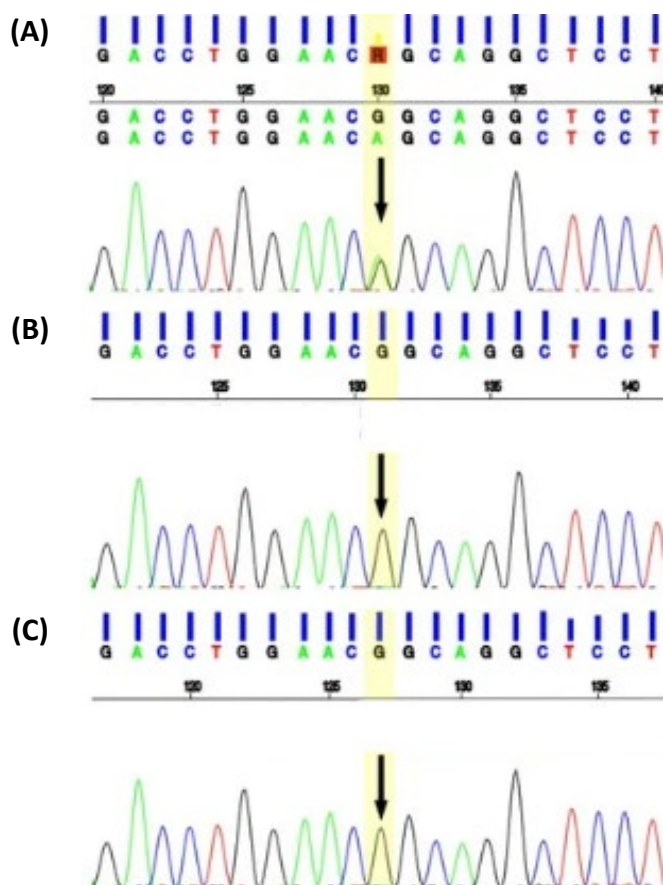 (A)
G A C C T G G A A C R G C A G G C T C C T
120 125 130 135 140
G A C C T G G A A C G G C A G G C T C C T
G A C C T G G A A C A G C A G G C T C C T
(B)
G A C C T G G A A C G G C A G G C T C C T
125 130 135 140
(C)
G A C C T G G A A C G G C A G G C T C C T
120 125 130 135